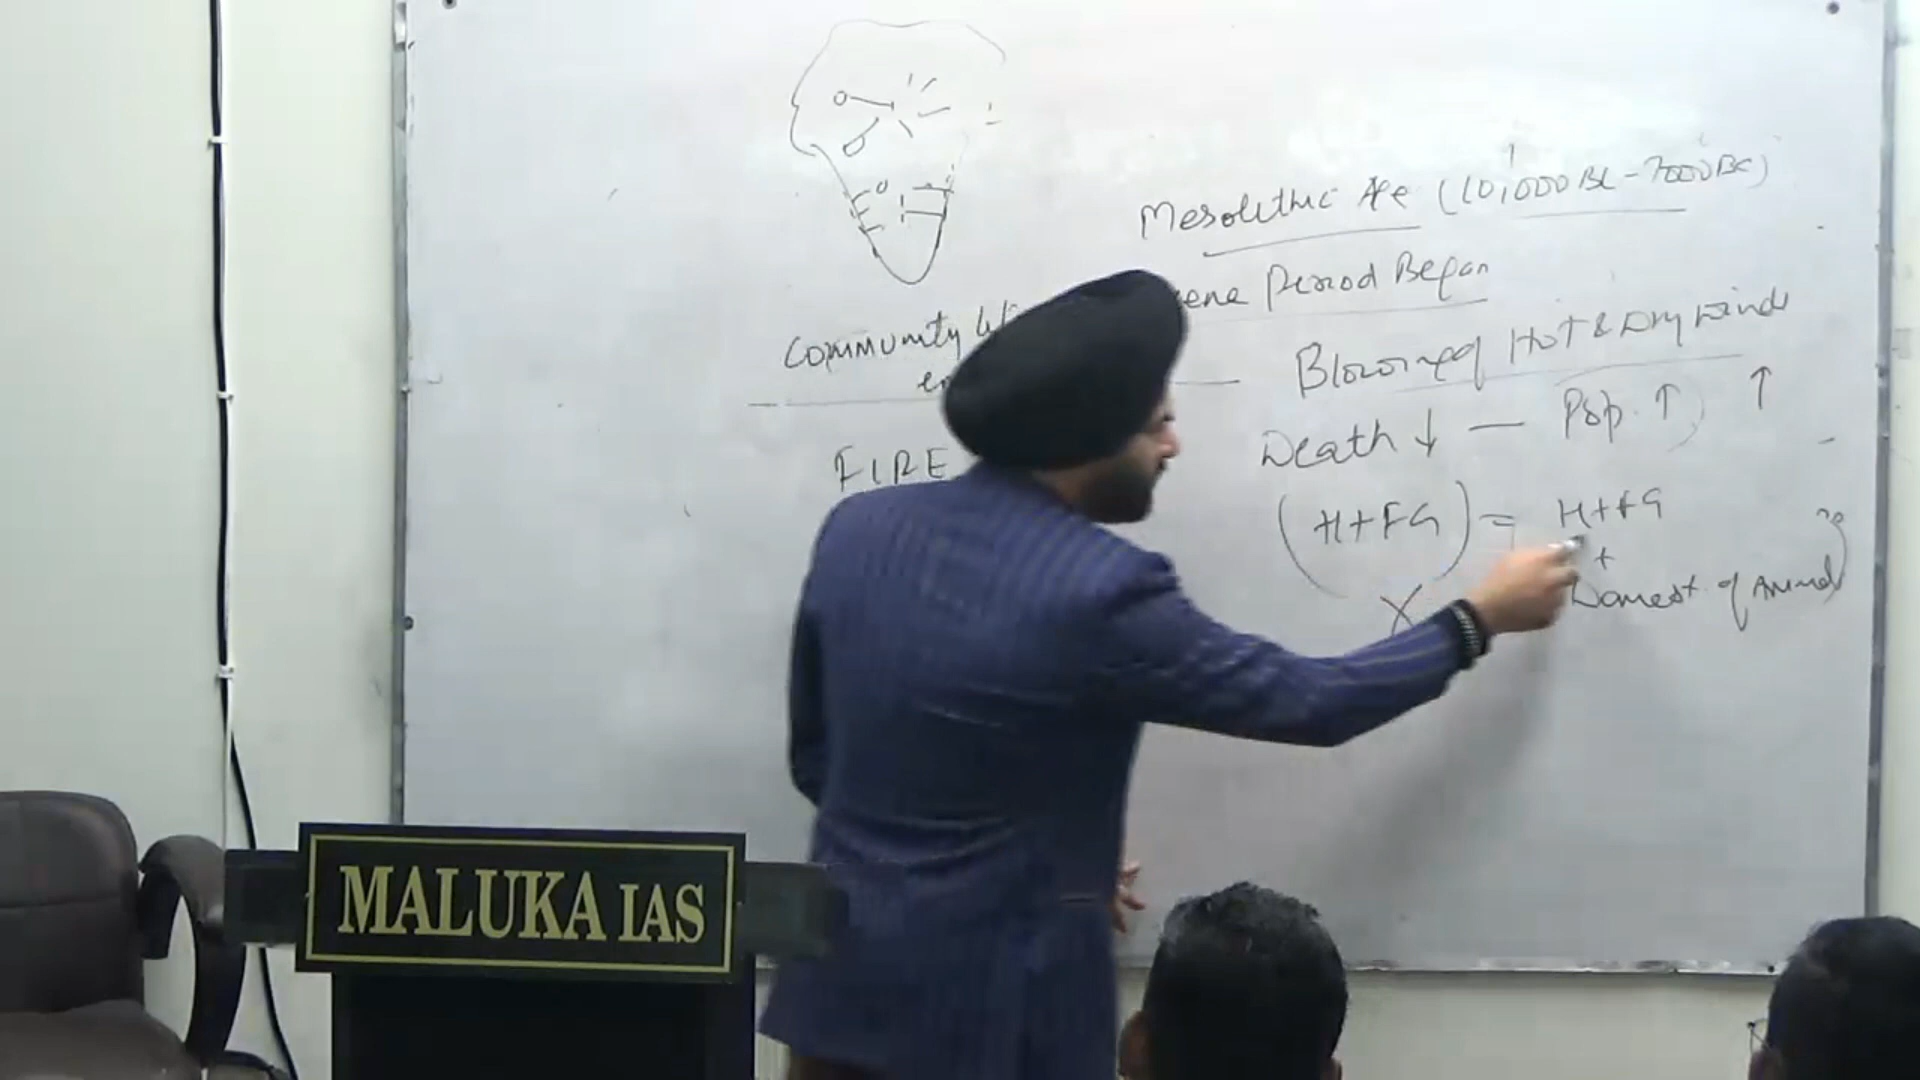 Mesolithic Age (10,000 BC - 7000 BC)
Period Began
Community
Blowing of Hot & Dry Winds
Death ↓ — Pop. ↑) ↑
FIRE
(H+FG) = H+FG
+
X Domest. of Animal)
MALUKA IAS